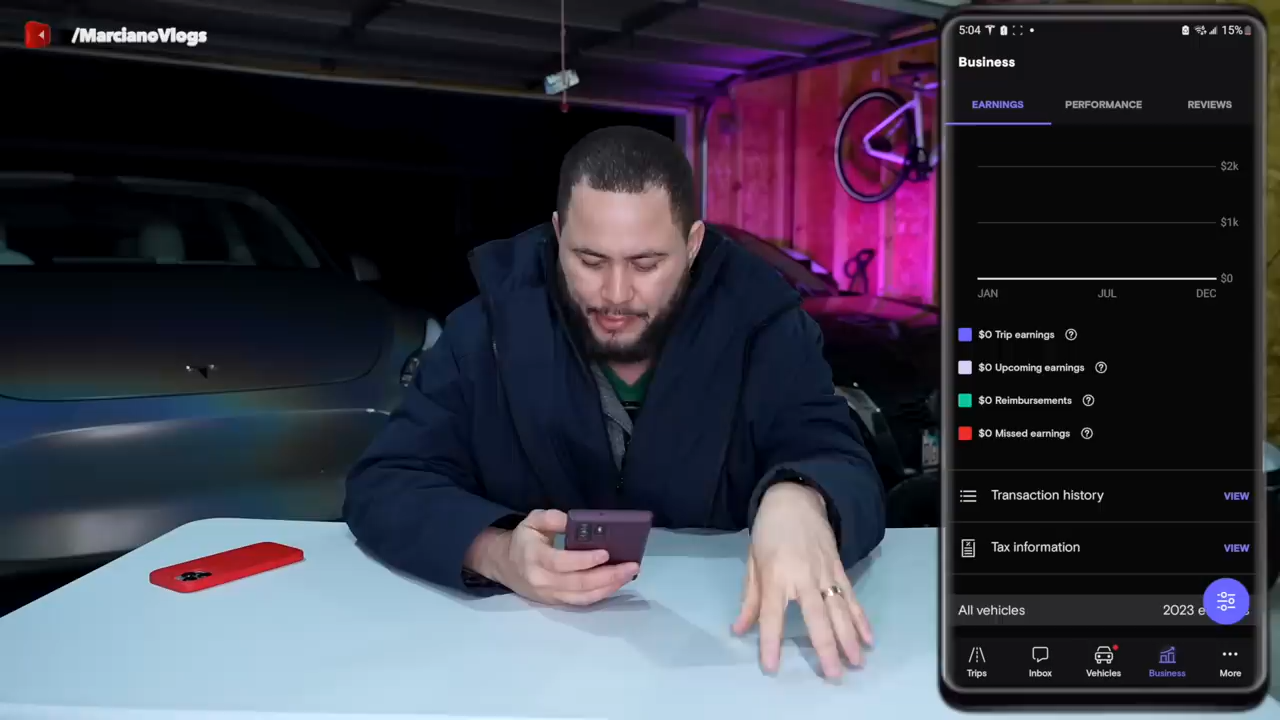 /MarcianoVlogs
5:04
15%
Business
EARNINGS PERFORMANCE REVIEWS
$2k
$1k
$0
JAN JUL DEC
$0 Trip earnings ?
$0 Upcoming earnings ?
$0 Reimbursements ?
$0 Missed earnings ?
Transaction history VIEW
Tax information VIEW
All vehicles 2023 e
Trips Inbox Vehicles Business More